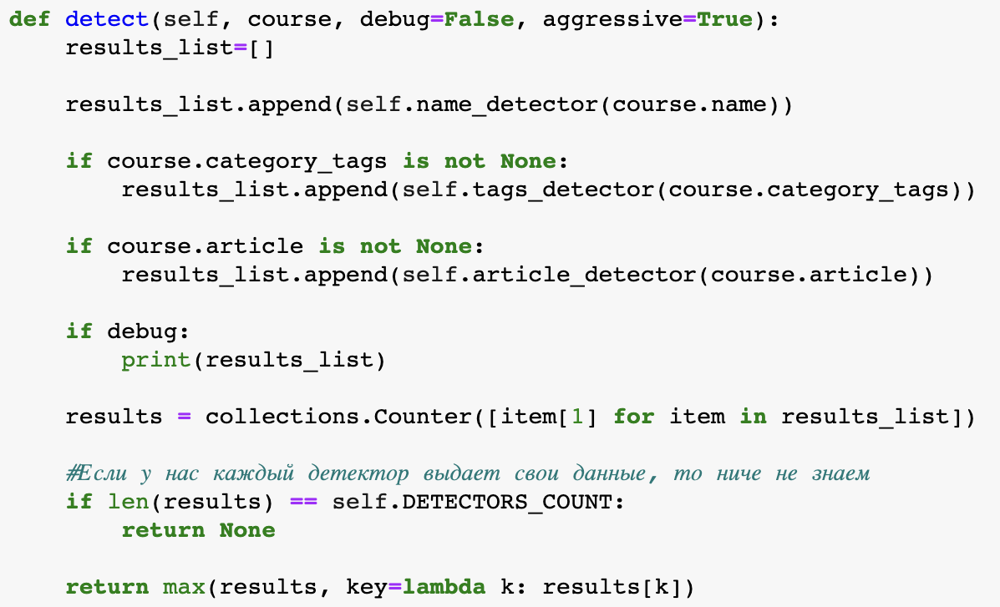 def detect(self, course, debug=False, aggressive=True):
    results_list=[]

    results_list.append(self.name_detector(course.name))

    if course.category_tags is not None:
        results_list.append(self.tags_detector(course.category_tags))

    if course.article is not None:
        results_list.append(self.article_detector(course.article))

    if debug:
        print(results_list)

    results = collections.Counter([item[1] for item in results_list])

    #Если у нас каждый детектор выдает свои данные, то ниче не знаем
    if len(results) == self.DETECTORS_COUNT:
        return None

    return max(results, key=lambda k: results[k])